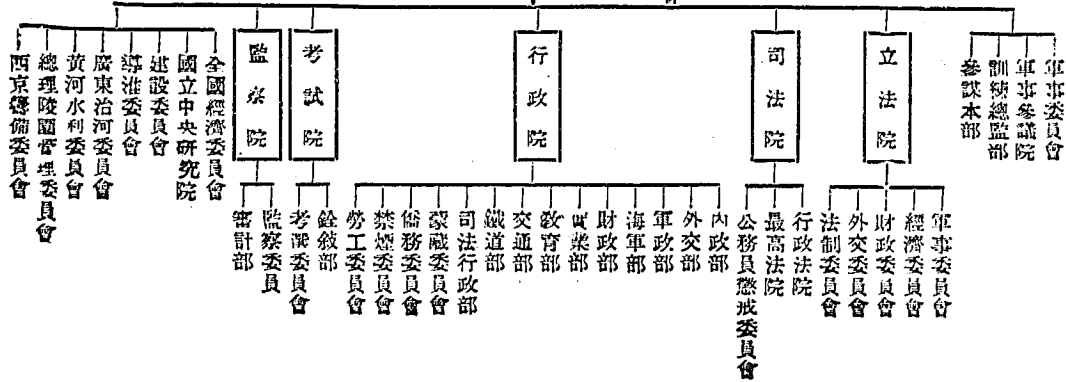 軍事委員會
軍事參議院
訓練總監部
參謀本部
立法院
軍事委員會
經濟委員會
財政委員會
外交委員會
法制委員會
司法院
行政法院
最高法院
公務員懲戒委員會
行政院
內政部
外交部
軍政部
海軍部
財政部
實業部
敎育部
交通部
鐵道部
司法行政部
蒙藏委員會
僑務委員會
禁煙委員會
勞工委員會
考試院
銓敘部
考選委員會
監察院
監察委員
審計部
全國經濟委員會
國立中央研究院
建設委員會
導淮委員會
廣東治河委員會
黃河水利委員會
總理陵園管理委員會
西京籌備委員會